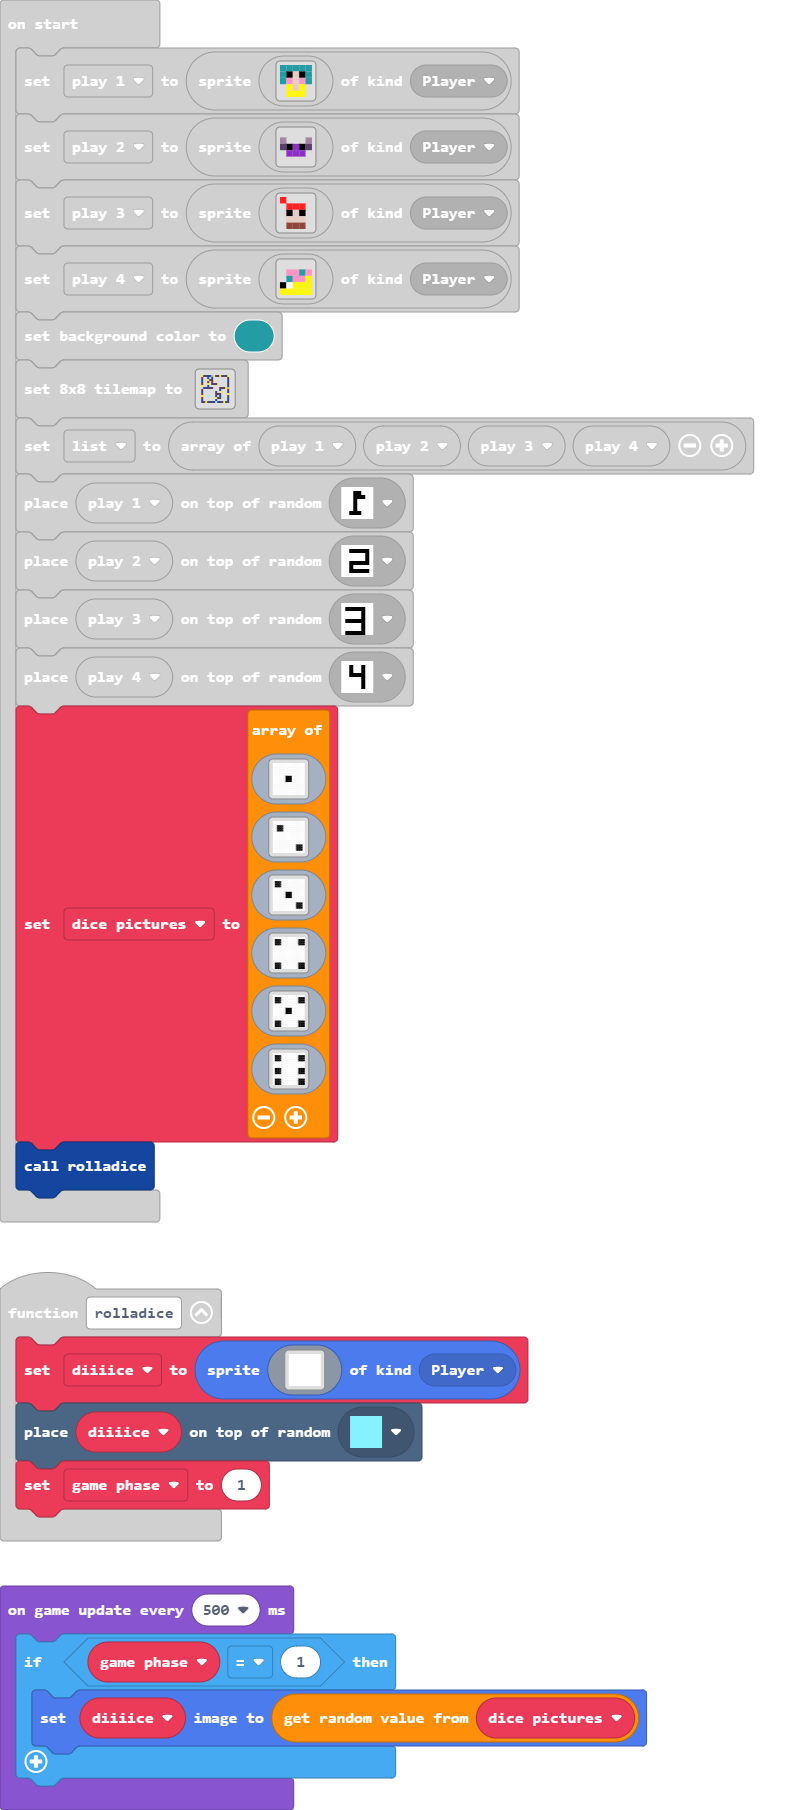 on start
set play 1 to sprite of kind Player
set play 2 to sprite of kind Player
set play 3 to sprite of kind Player
set play 4 to sprite of kind Player
set background color to
set 8x8 tilemap to
set list to array of play 1 play 2 play 3 play 4
place play 1 on top of random 1
place play 2 on top of random 2
place play 3 on top of random 3
place play 4 on top of random 4
array of
set dice pictures to
call rolladice
function rolladice
set diiiice to sprite of kind Player
place diiiice on top of random
set game phase to 1
on game update every 500 ms
if game phase = 1 then
set diiiice image to get random value from dice pictures